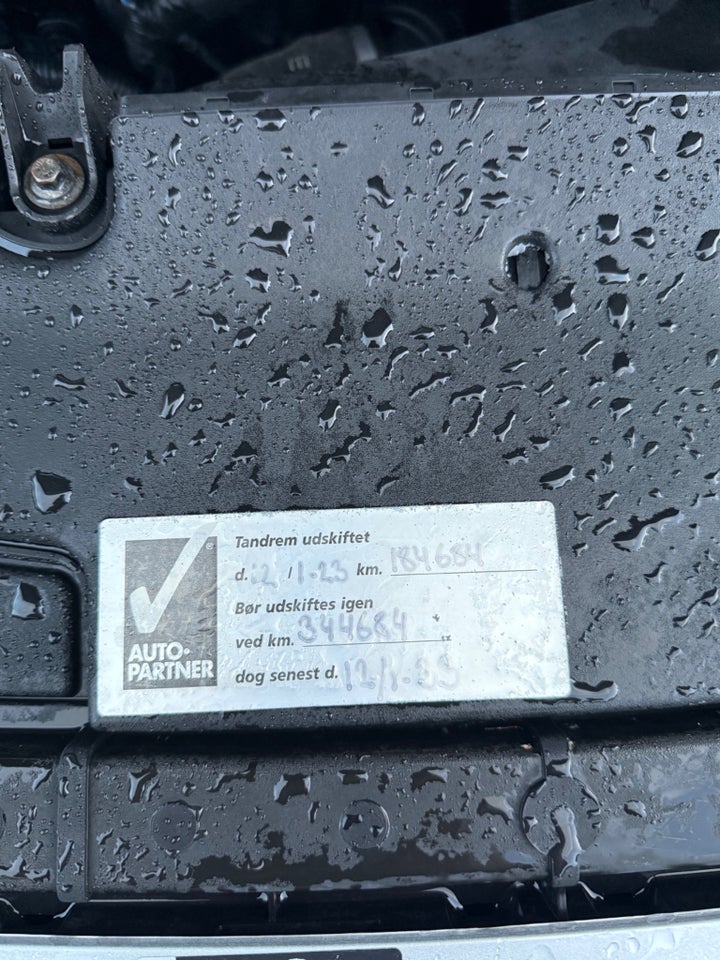 Tandrem udskiftet
d. 12/1-23 km. 184684
Bør udskiftes igen
ved km. 344684
dog senest d. 12/1-33
AUTO-
PARTNER
®